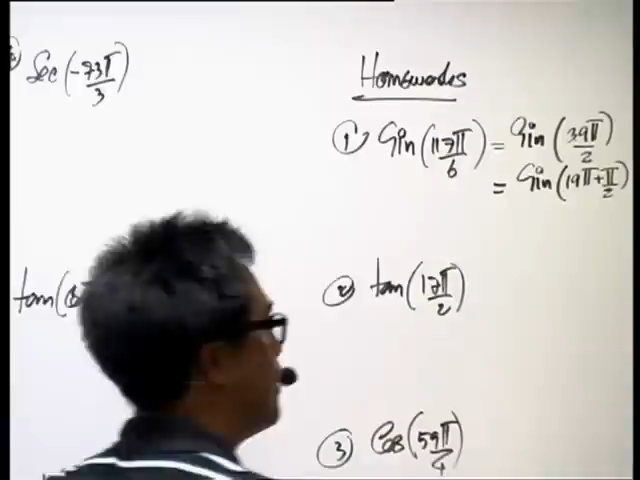 Sec(-73π/3)
Homeworks
1) Sin(117π/6) = Sin(39π/2)
= Sin(19π+π/2)
tan(
2) tan(17π/2)
3) Cos(59π/4)